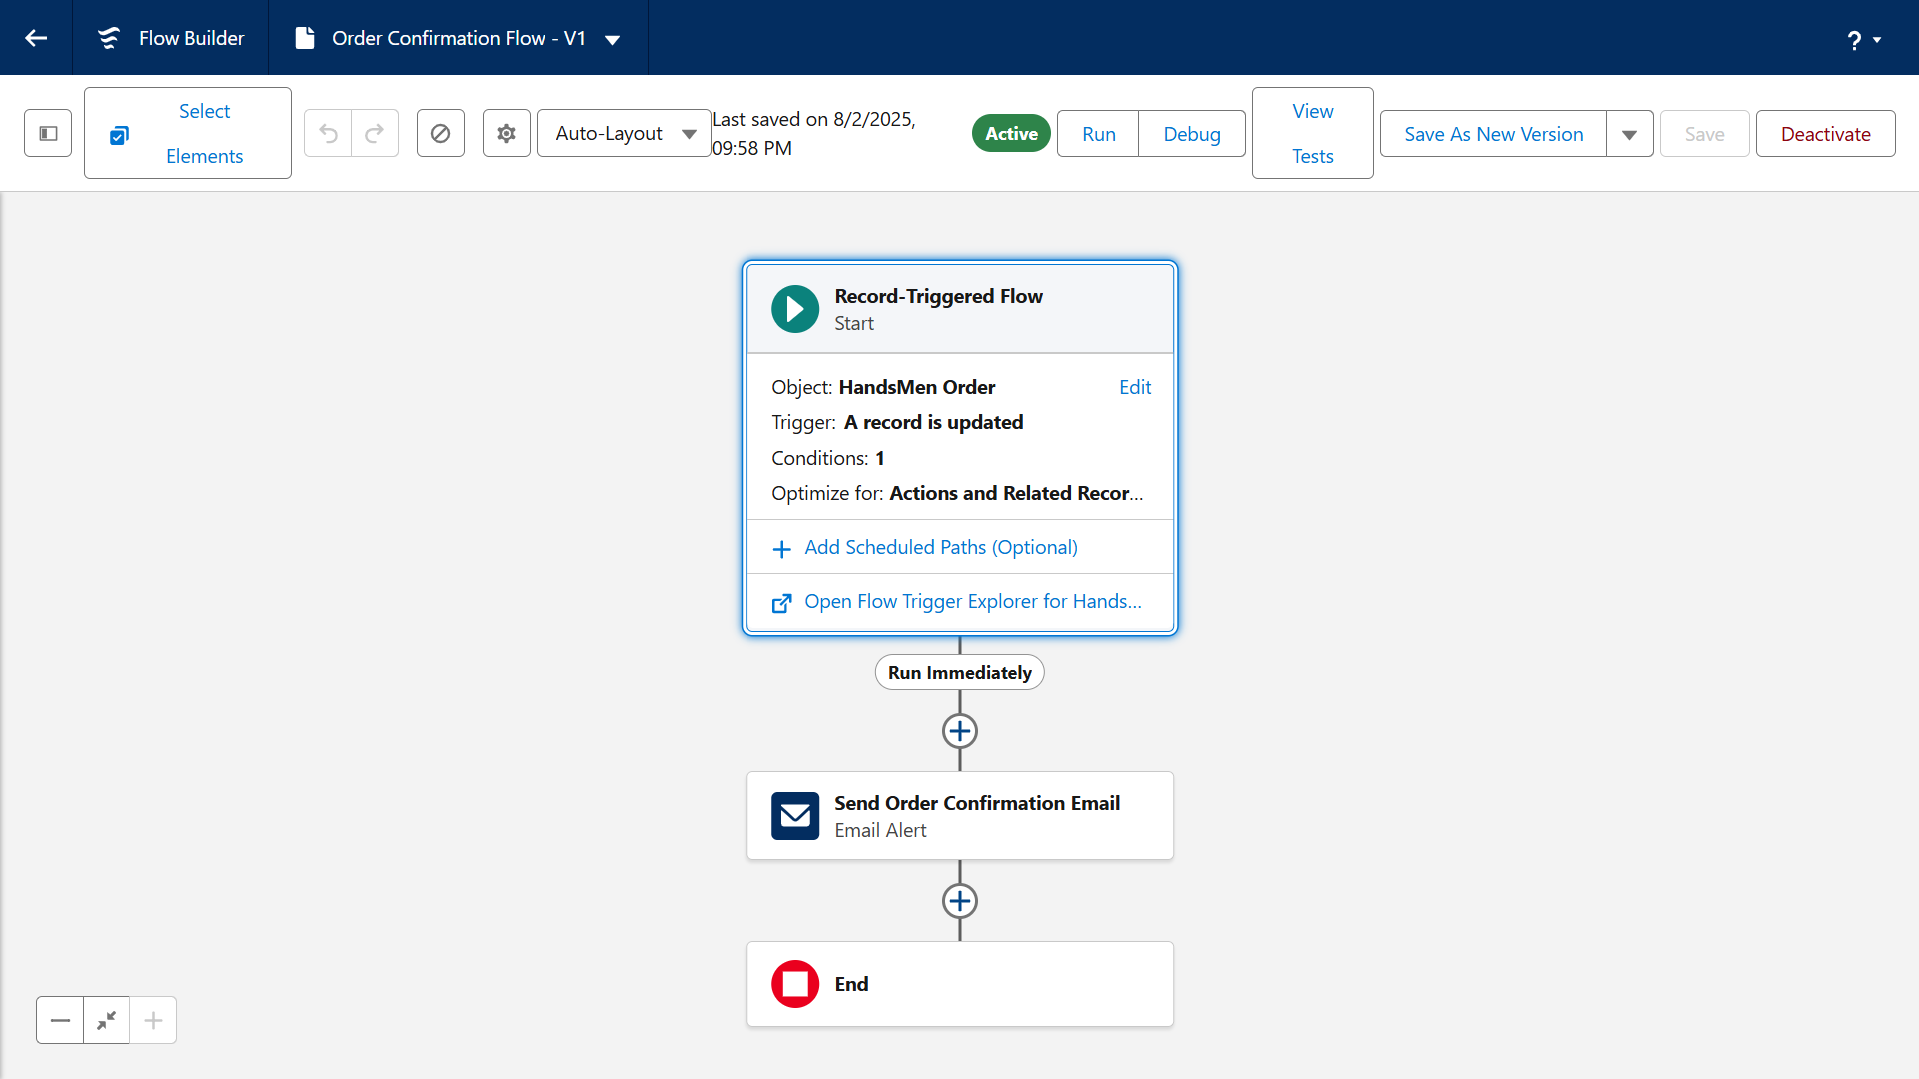 Flow Builder
Order Confirmation Flow - V1
?
Select
Elements
Auto-Layout
Last saved on 8/2/2025,
09:58 PM
Active
Run
Debug
View
Tests
Save As New Version
Save
Deactivate
Record-Triggered Flow
Start
Object: HandsMen Order
Edit
Trigger: A record is updated
Conditions: 1
Optimize for: Actions and Related Recor...
Add Scheduled Paths (Optional)
Open Flow Trigger Explorer for Hands...
Run Immediately
Send Order Confirmation Email
Email Alert
End